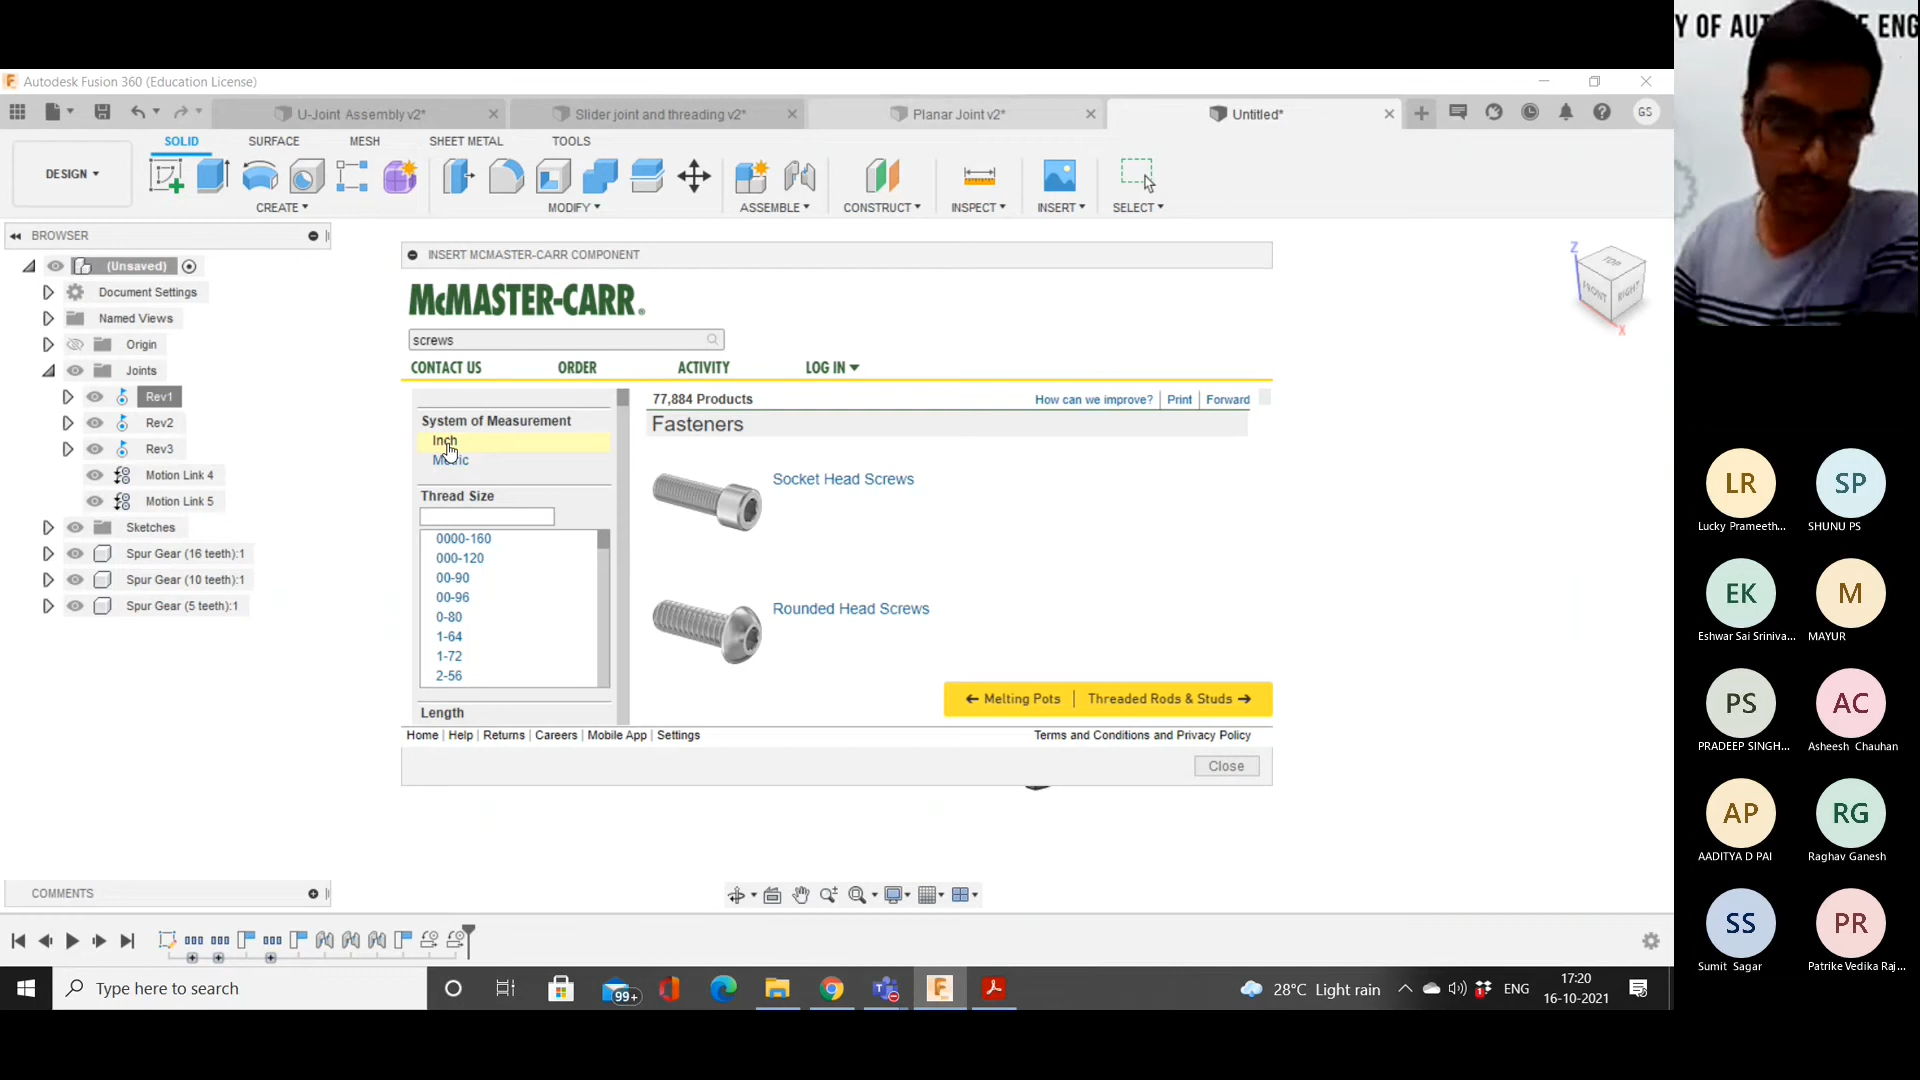 Y OF AU
E ENG
Autodesk Fusion 360 (Education License)
U-Joint Assembly v2*
Slider joint and threading v2*
Planar Joint v2*
Untitled*
GS
SOLID
SURFACE
MESH
SHEET METAL
TOOLS
DESIGN
CREATE
MODIFY
ASSEMBLE
CONSTRUCT
INSPECT
INSERT
SELECT
BROWSER
(Unsaved)
Document Settings
Named Views
Origin
Joints
Rev1
Rev2
Rev3
Motion Link 4
Motion Link 5
Sketches
Spur Gear (16 teeth):1
Spur Gear (10 teeth):1
Spur Gear (5 teeth):1
INSERT MCMASTER-CARR COMPONENT
McMASTER-CARR®
screws
CONTACT US
ORDER
ACTIVITY
LOG IN
System of Measurement
Inch
Metric
Thread Size
0000-160
000-120
00-90
00-96
0-80
1-64
1-72
2-56
Length
77,884 Products
How can we improve? | Print | Forward
Fasteners
Socket Head Screws
Rounded Head Screws
← Melting Pots | Threaded Rods & Studs →
Home | Help | Returns | Careers | Mobile App | Settings
Terms and Conditions and Privacy Policy
Close
Z
TOP
FRONT
RIGHT
X
COMMENTS
Type here to search
99+
28°C Light rain
ENG
17:20
16-10-2021
LR
Lucky Prameeth...
SP
SHUNU PS
EK
Eshwar Sai Sriniva...
M
MAYUR
PS
PRADEEP SINGH...
AC
Asheesh Chauhan
AP
AADITYA D PAI
RG
Raghav Ganesh
SS
Sumit Sagar
PR
Patrike Vedika Raj...